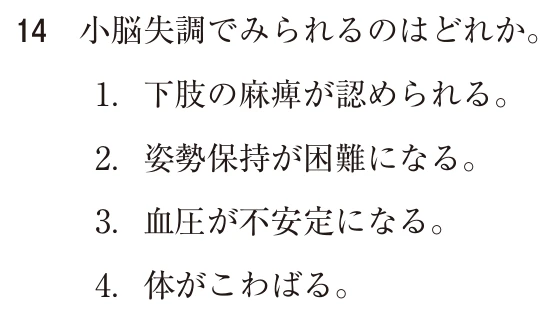 14 小脳失調でみられるのはどれか。
1. 下肢の麻痺が認められる。
2. 姿勢保持が困難になる。
3. 血圧が不安定になる。
4. 体がこわばる。